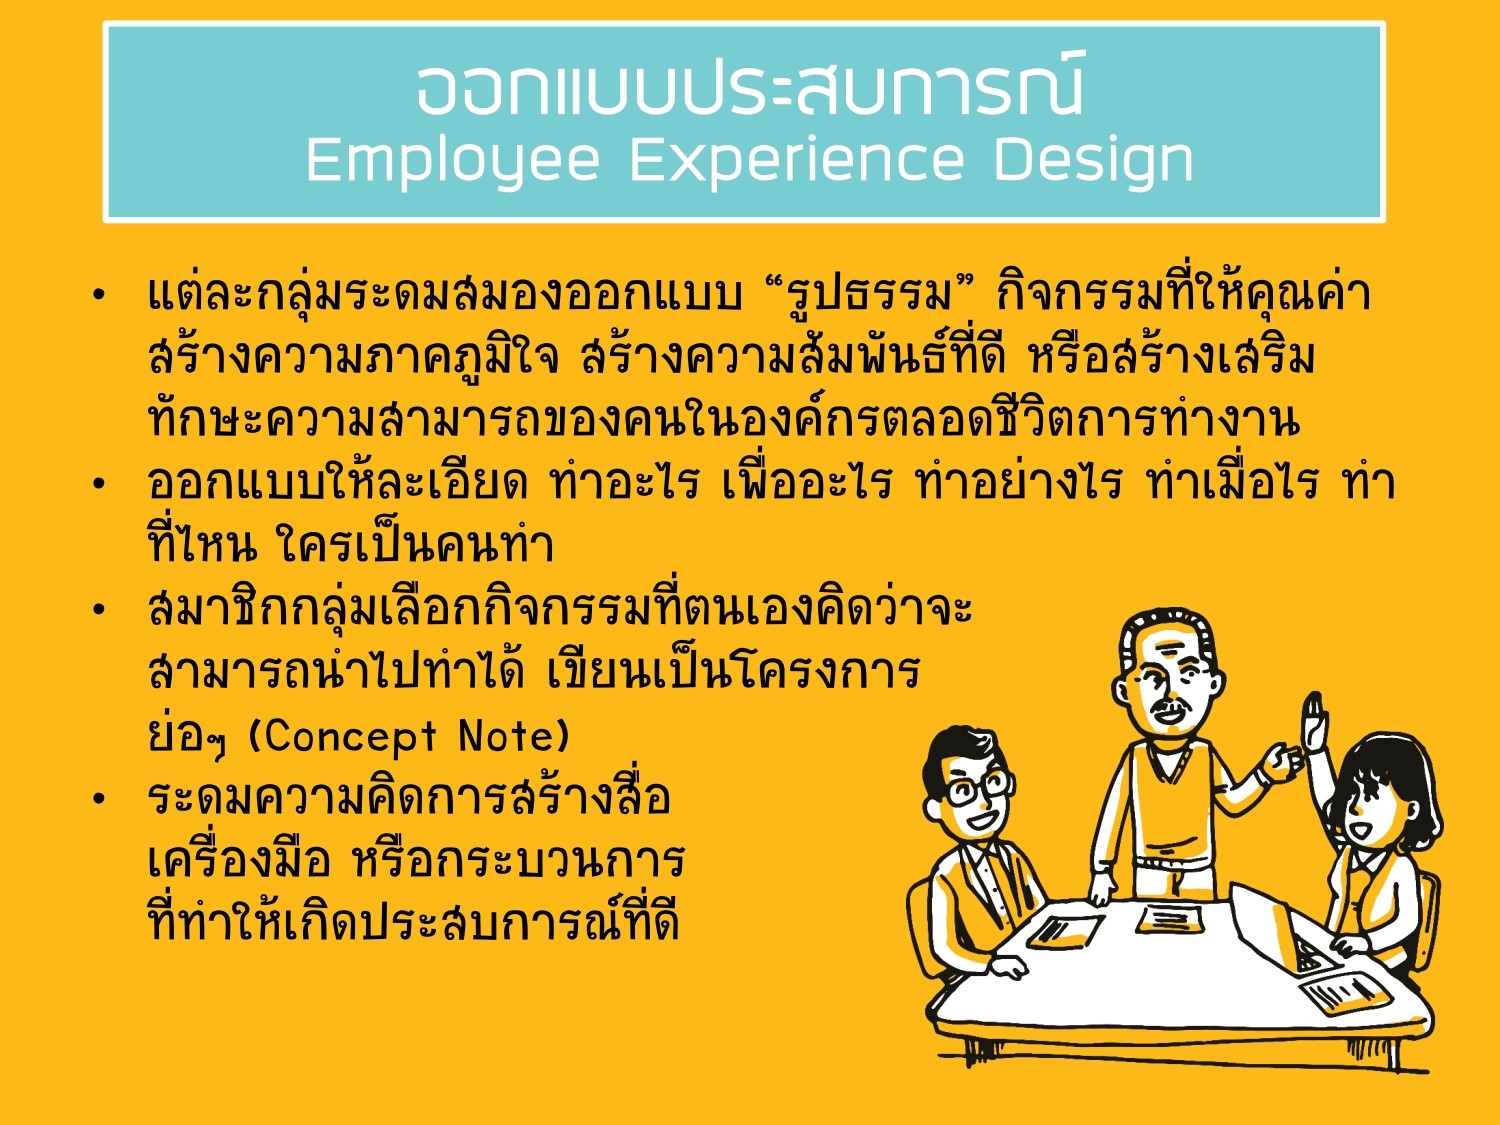 ออกแบบประสบการณ์
Employee Experience Design
• แต่ละกลุ่มระดมสมองออกแบบ “รูปธรรม” กิจกรรมที่ให้คุณค่า
สร้างความภาคภูมิใจ สร้างความสัมพันธ์ที่ดี หรือสร้างเสริม
ทักษะความสามารถของคนในองค์กรตลอดชีวิตการทำงาน
• ออกแบบให้ละเอียด ทำอะไร เพื่ออะไร ทำอย่างไร ทำเมื่อไร ทำ
ที่ไหน ใครเป็นคนทำ
• สมาชิกกลุ่มเลือกกิจกรรมที่ตนเองคิดว่าจะ
สามารถนำไปทำได้ เขียนเป็นโครงการ
ย่อๆ (Concept Note)
• ระดมความคิดการสร้างสื่อ
เครื่องมือ หรือกระบวนการ
ที่ทำให้เกิดประสบการณ์ที่ดี